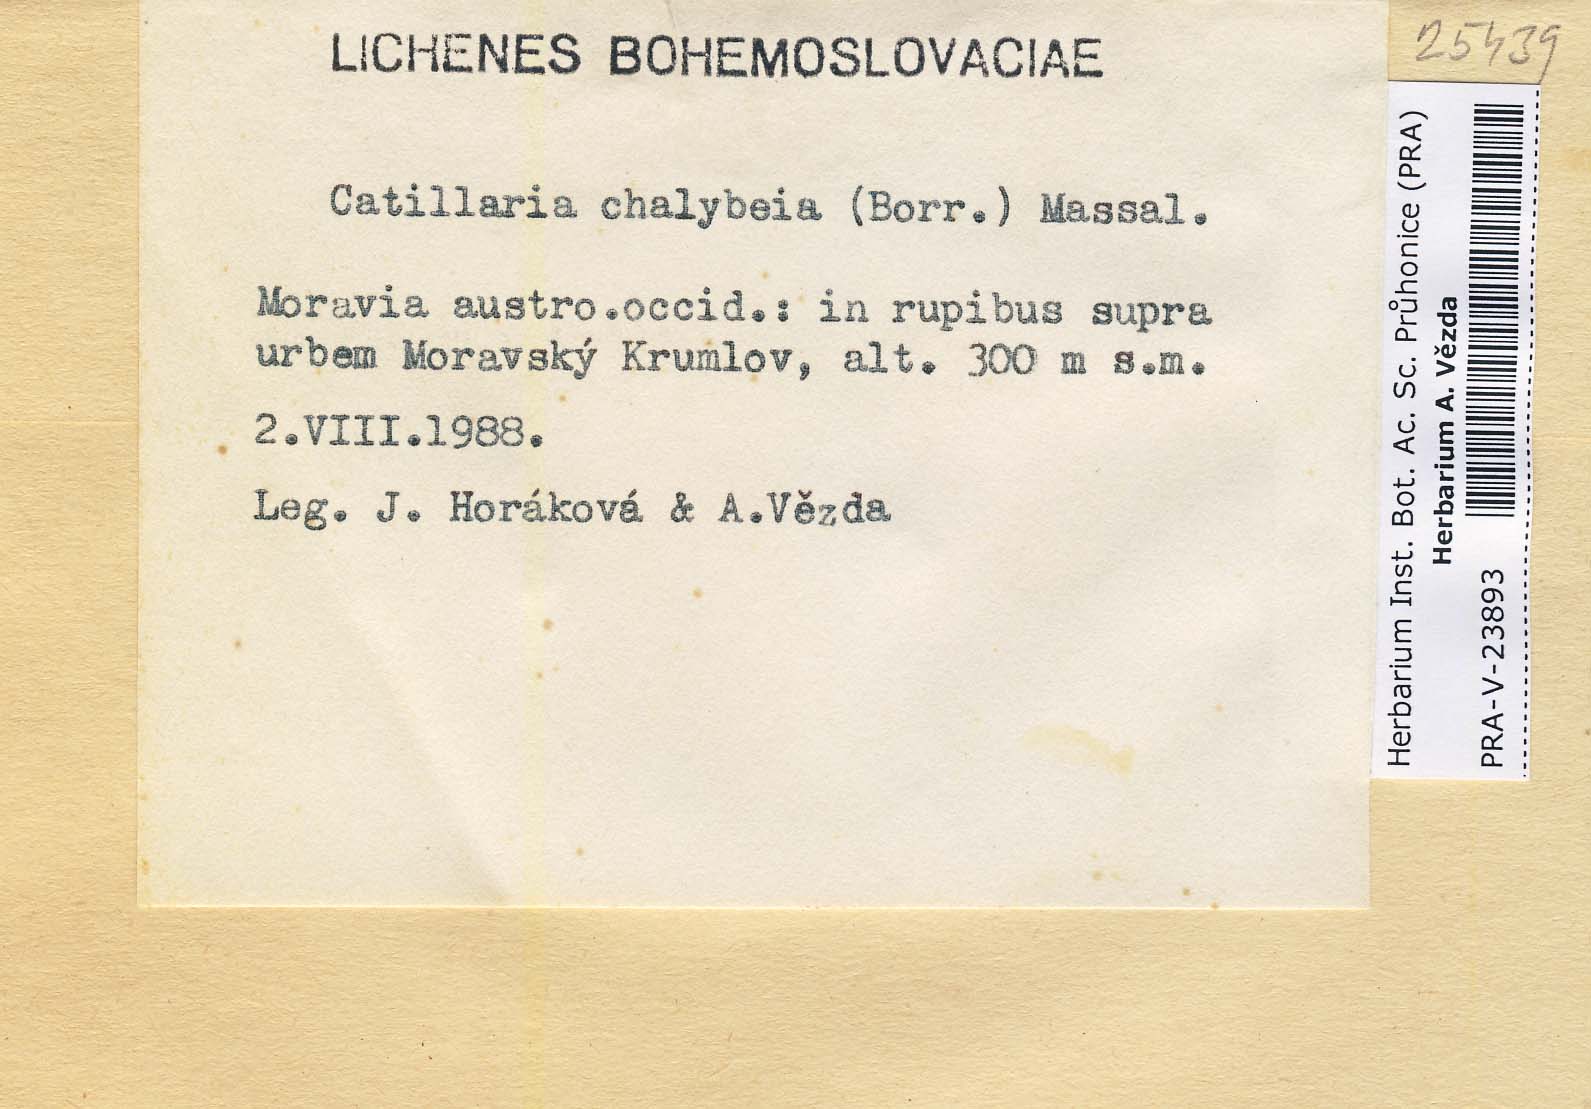 LICHENES BOHEMOSLOVACIAE
25439
Catillaria chalybeia (Borr.) Massal.
Moravia austro.occid.: in rupibus supra
urbem Moravský Krumlov, alt. 300 m s.m.
2.VIII.1988.
Leg. J. Horáková & A.Vězda
Herbarium Inst. Bot. Ac. Sc. Průhonice (PRA)
Herbarium A. Vězda
PRA-V-23893